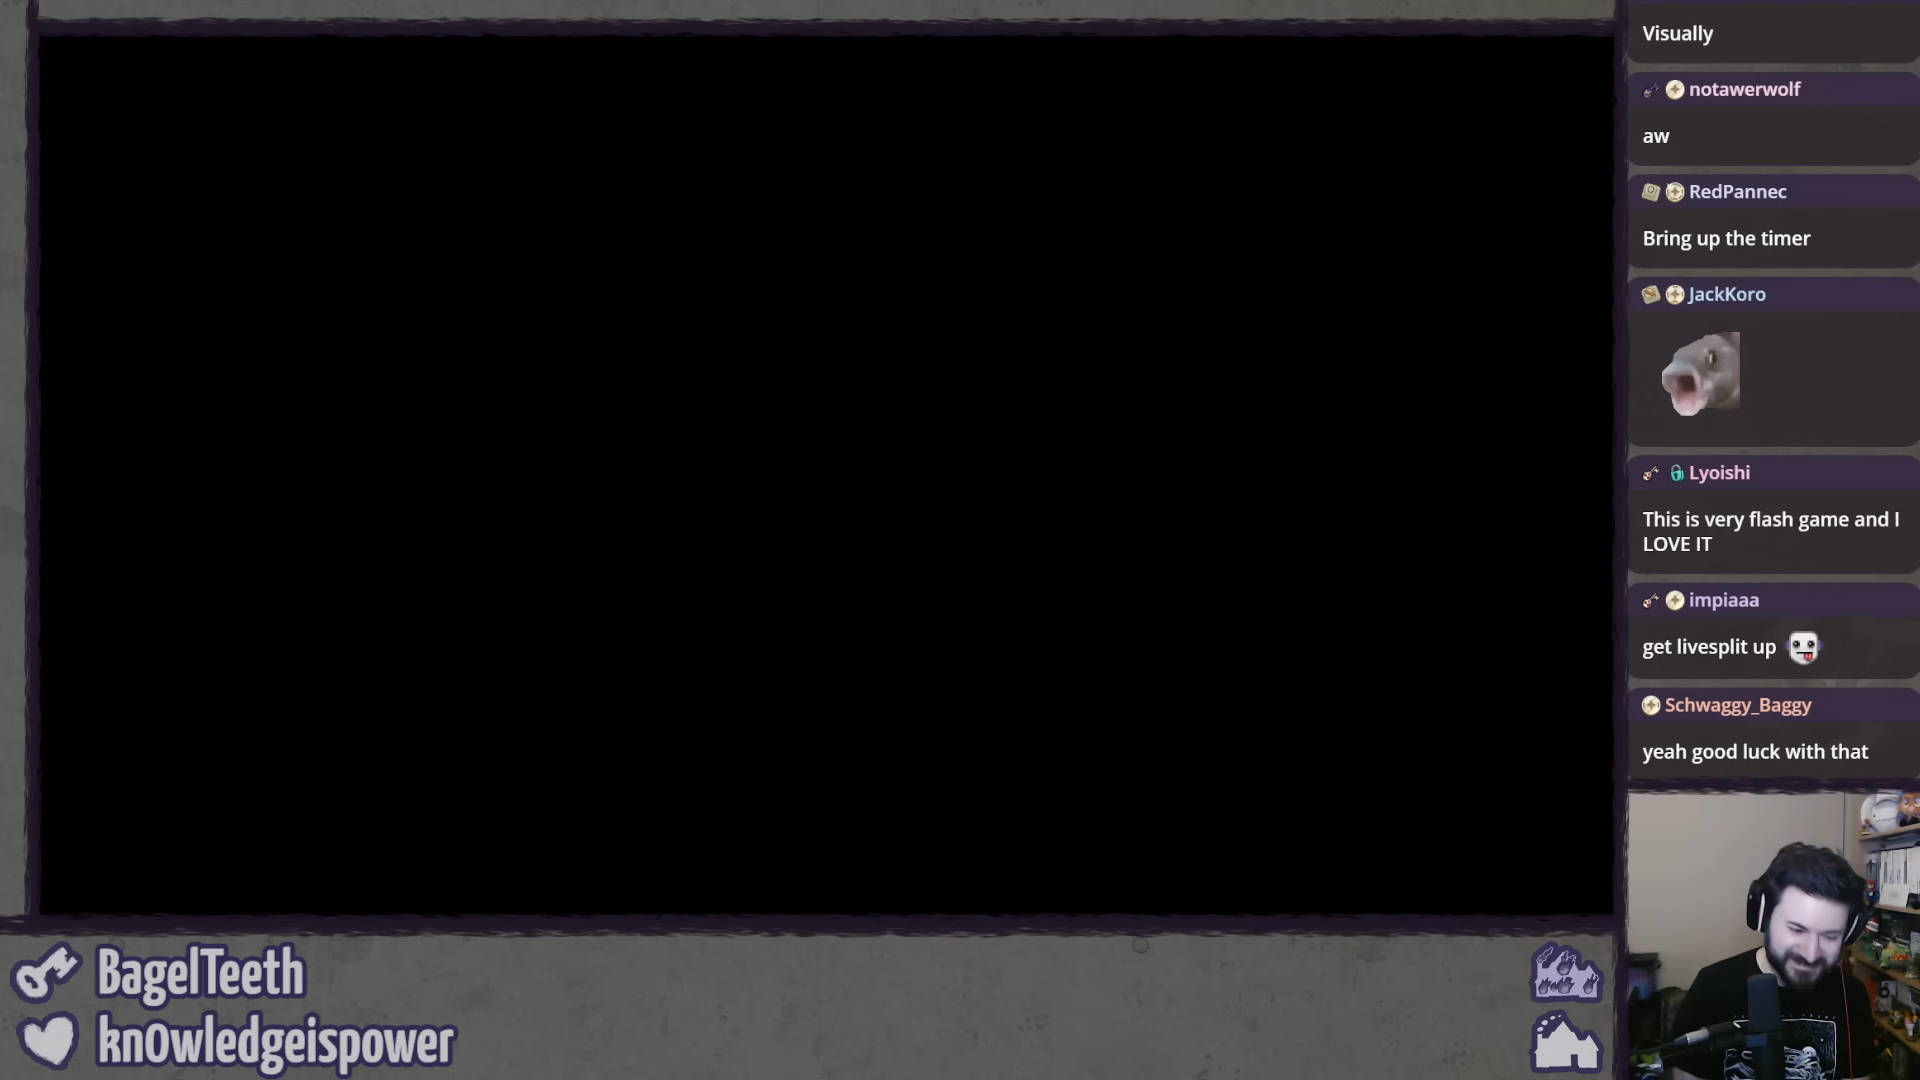 Visually
notawerwolf
aw
RedPannec
Bring up the timer
JackKoro
Lyoishi
This is very flash game and I
LOVE IT
impiaaa
get livesplit up
Schwaggy_Baggy
yeah good luck with that
BagelTeeth
kn0wledgeispower